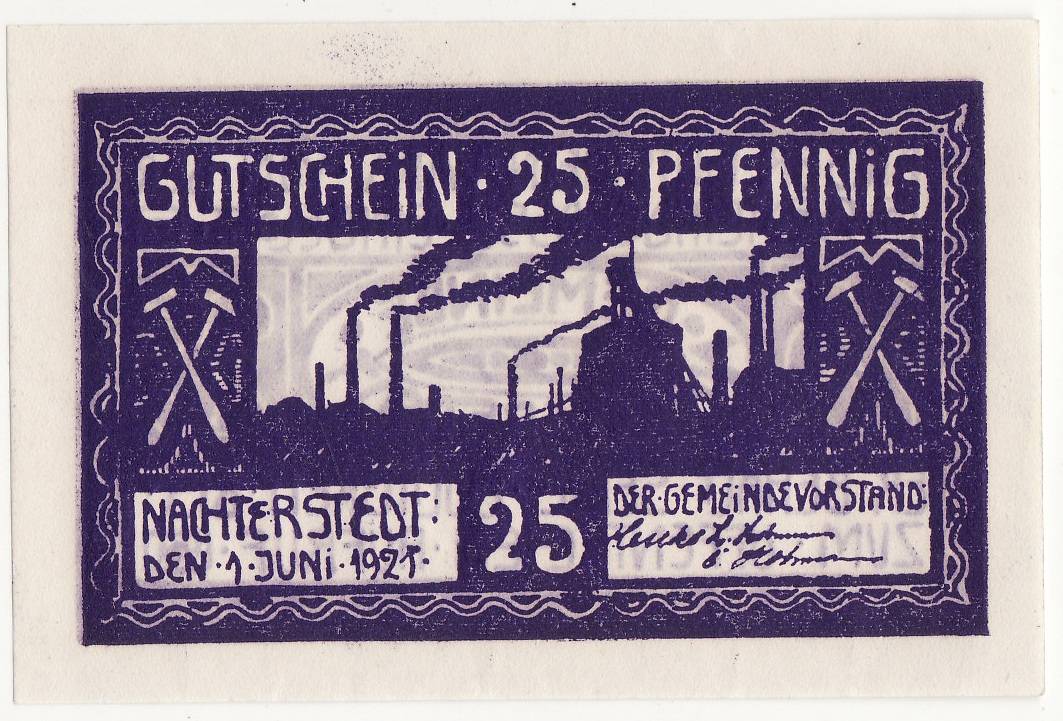 GUTSCHEIN · 25 · PFENNIG
NACHTERSTEDT·
DEN · 1 · JUNI · 1921·
25
DER·GEMEINDEVORSTAND: